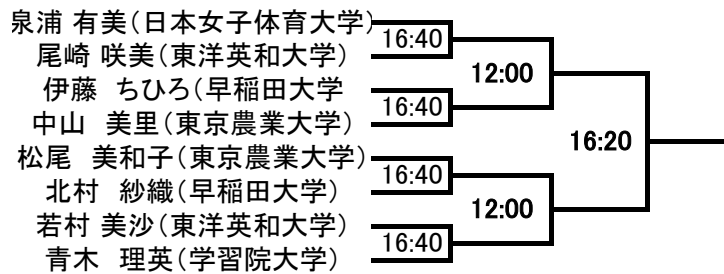 泉浦 有美(日本女子体育大学)
16:40
尾崎 咲美(東洋英和大学)
12:00
伊藤　ちひろ(早稲田大学
16:40
中山　美里(東京農業大学)
16:20
松尾　美和子(東京農業大学)
16:40
北村　紗織(早稲田大学)
12:00
若村 美沙(東洋英和大学)
16:40
青木　理英(学習院大学)